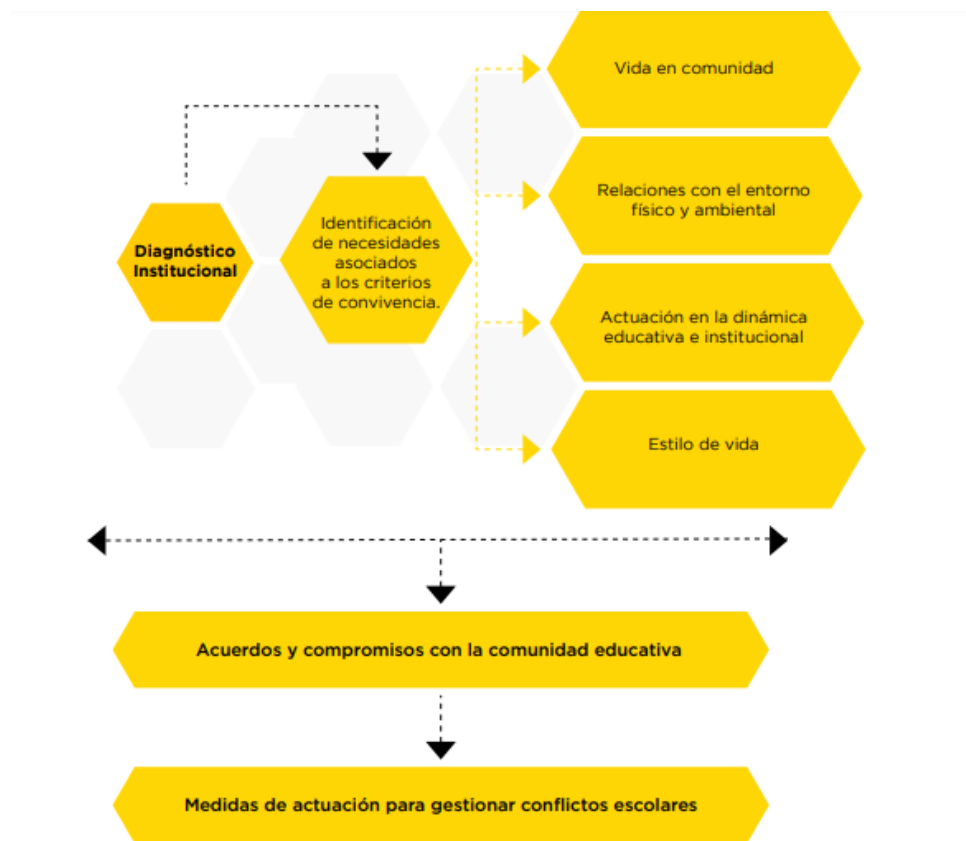 Diagnóstico
Institucional
Identificación
de necesidades
asociados
a los criterios
de convivencia.
Vida en comunidad
Relaciones con el entorno
físico y ambiental
Actuación en la dinámica
educativa e institucional
Estilo de vida
Acuerdos y compromisos con la comunidad educativa
Medidas de actuación para gestionar conflictos escolares